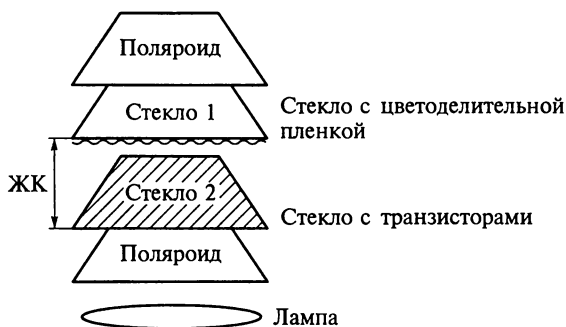 Поляроид
Стекло 1
Стекло с цветоделительной
пленкой
ЖК
Стекло 2
Стекло с транзисторами
Поляроид
Лампа